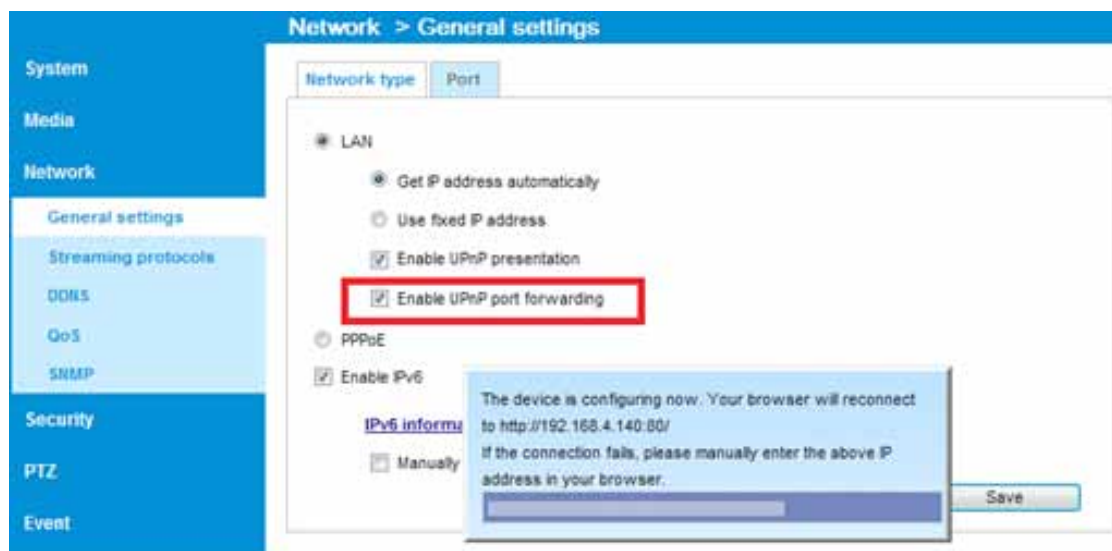 Network > General settings
System
Media
Network
General settings
Streaming protocols
DDNS
QoS
SNMP
Security
PTZ
Event
Network type
Port
LAN
Get IP address automatically
Use fixed IP address
Enable UPnP presentation
Enable UPnP port forwarding
PPPoE
Enable IPv6
IPv6 informa
Manually
The device is configuring now. Your browser will reconnect
to http://192.168.4.140:80/
If the connection fails, please manually enter the above IP
address in your browser.
Save